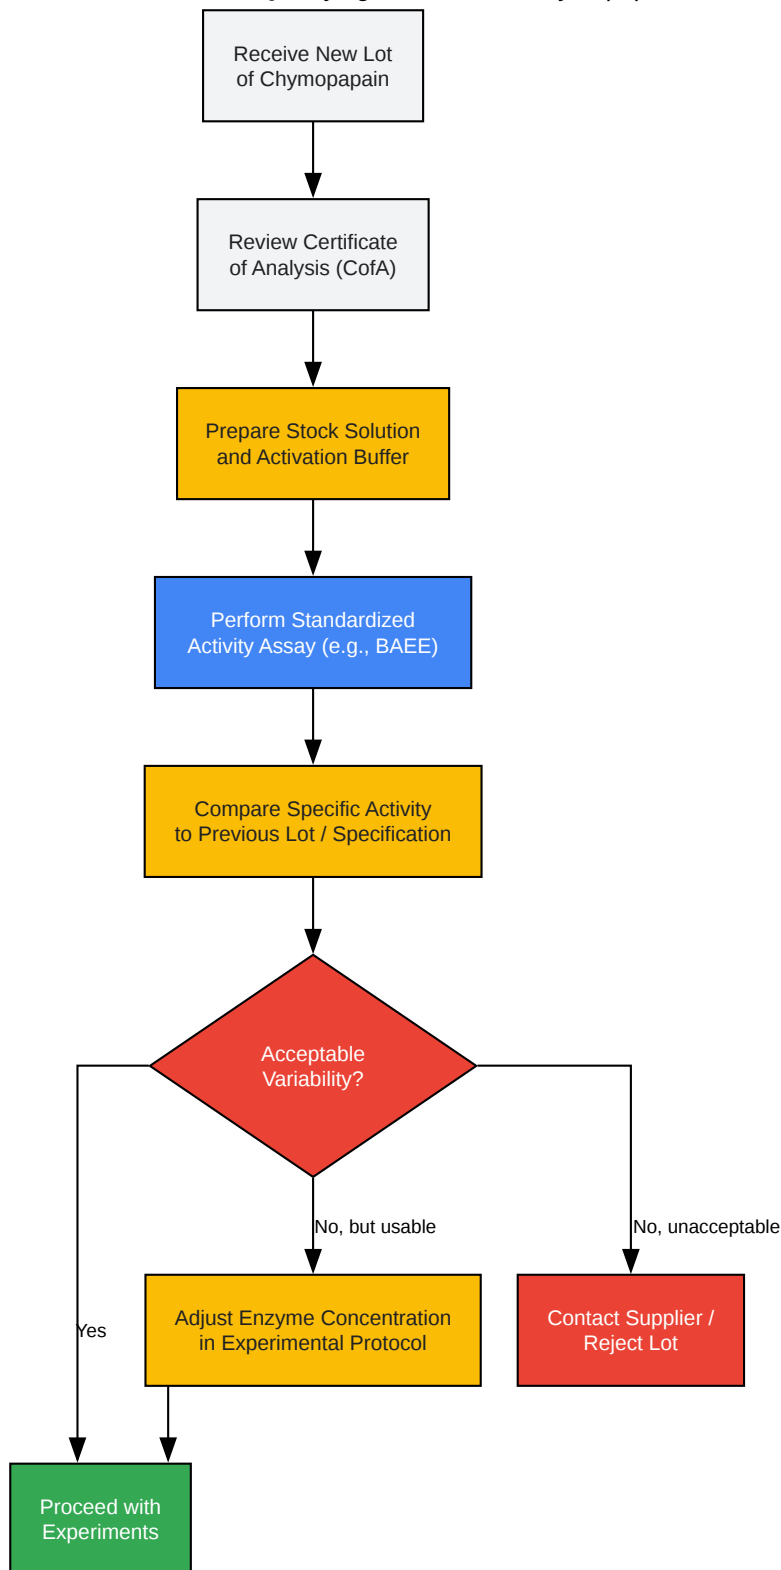 Receive New Lot
of Chymopapain
Review Certificate
of Analysis (CofA)
Prepare Stock Solution
and Activation Buffer
Perform Standardized
Activity Assay (e.g., BAEE)
Compare Specific Activity
to Previous Lot / Specification
Acceptable
Variability?
No, but usable
No, unacceptable
Adjust Enzyme Concentration
in Experimental Protocol
Contact Supplier /
Reject Lot
Yes
Proceed with
Experiments